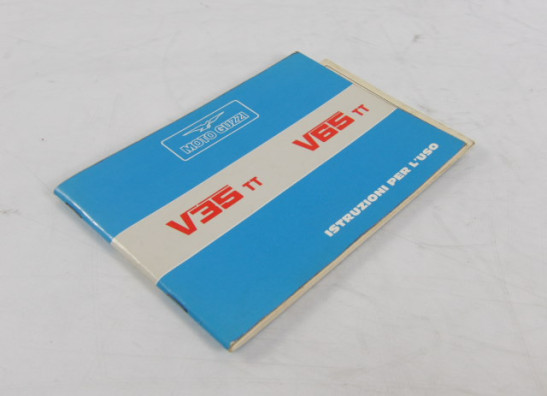 MOTO GUZZI
V35 TT V65 TT
ISTRUZIONI PER L'USO